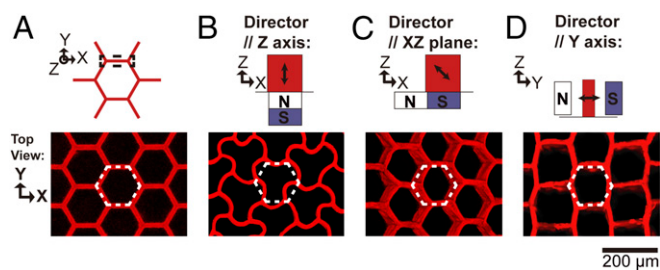 A
B
C
D
Director
// Z axis:
Director
// XZ plane:
Director
// Y axis:
Y
X
Z
Z
X
N
S
Z
X
N
S
Z
Y
N
S
Top
View:
Y
X
200 μm